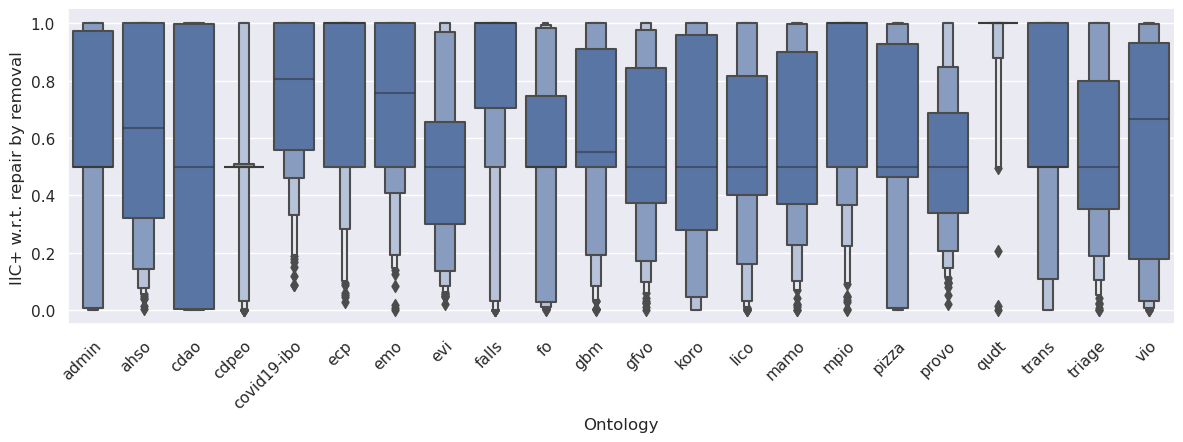 IIC+ w.r.t. repair by removal
1.0
0.8
0.6
0.4
0.2
0.0
admin
ahso
cdao
cdpeo
covid19-ibo
ecp
emo
evi
falls
fo
gbm
gfvo
koro
lico
mamo
mpio
pizza
provo
qudt
trans
triage
vio
Ontology